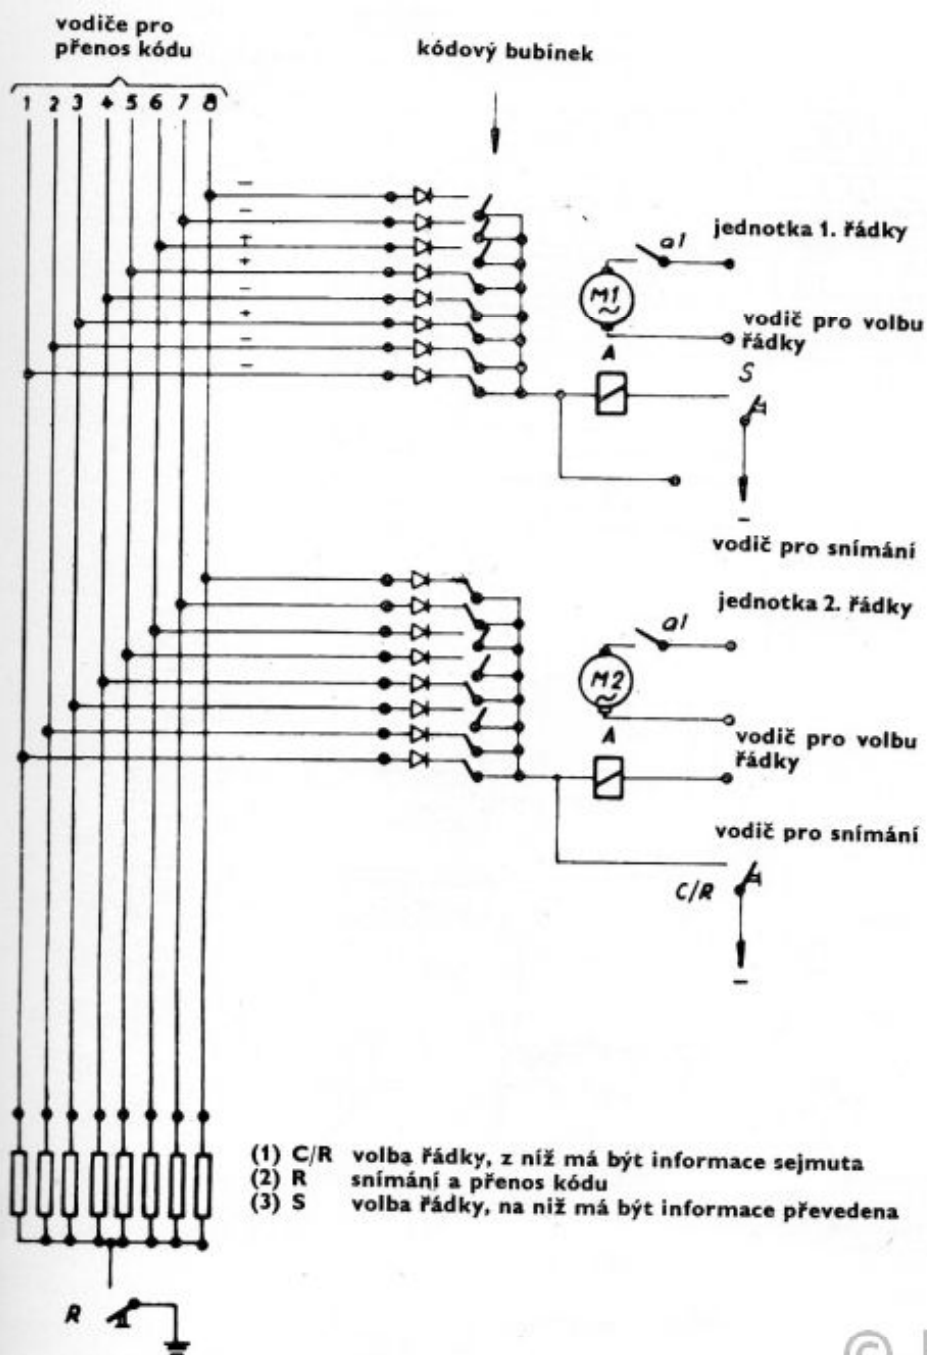 vodiče pro
přenos kódu
kódový bubínek
1 2 3 4 5 6 7 8
−
−
+
+
−
+
−
−
a1
jednotka 1. řádky
M1
~
vodič pro volbu
řádky
A
S
−
vodič pro snímání
jednotka 2. řádky
a1
M2
~
A
vodič pro volbu
řádky
vodič pro snímání
C/R
−
(1) C/R volba řádky, z níž má být informace sejmuta
(2) R snímání a přenos kódu
(3) S volba řádky, na niž má být informace převedena
R
©